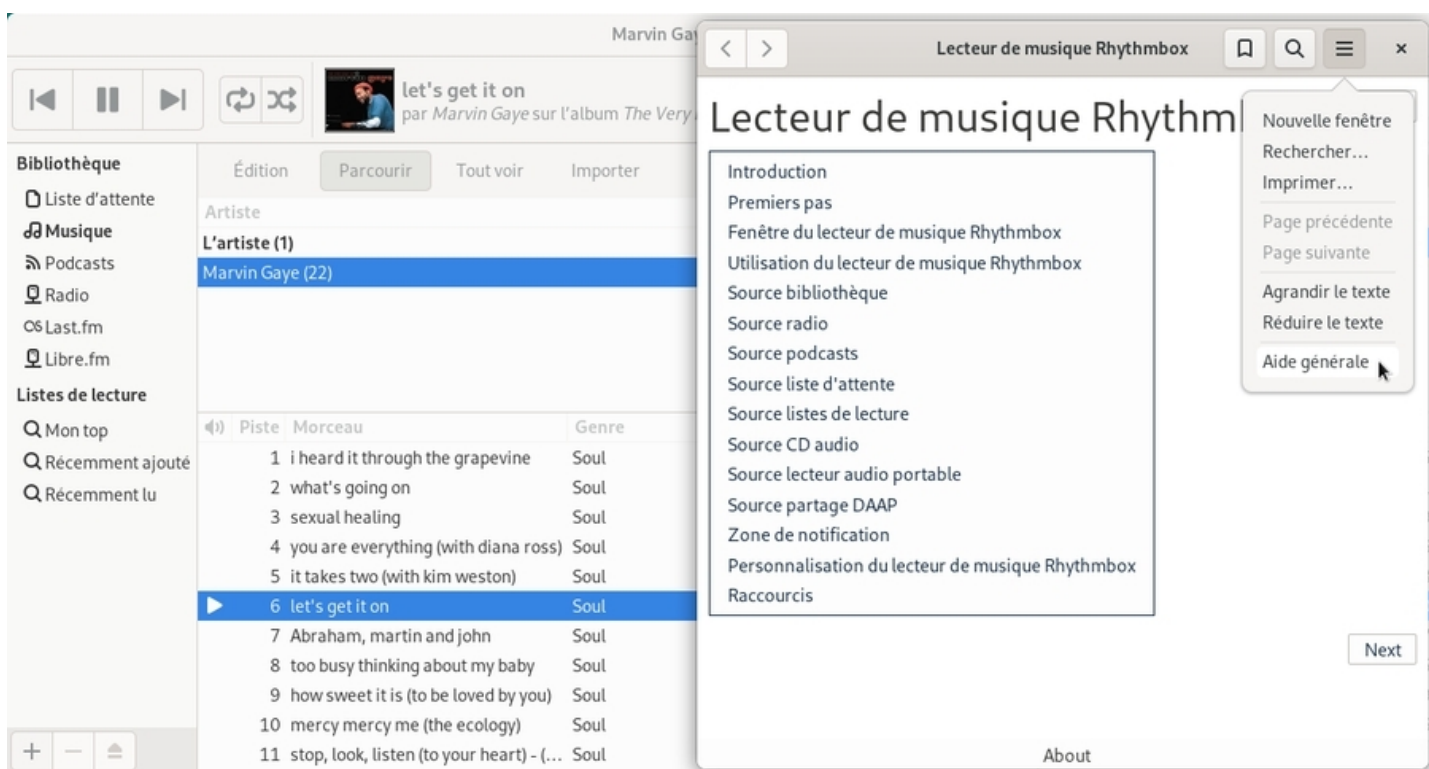 Marvin Ga
let's get it on
par Marvin Gaye sur l'album The Very
Bibliothèque
Liste d'attente
Musique
Podcasts
Radio
Last.fm
Libre.fm
Listes de lecture
Mon top
Récemment ajouté
Récemment lu
Édition Parcourir Tout voir Importer
Artiste
L'artiste (1)
Marvin Gaye (22)
Piste Morceau Genre
1 i heard it through the grapevine Soul
2 what's going on Soul
3 sexual healing Soul
4 you are everything (with diana ross) Soul
5 it takes two (with kim weston) Soul
6 let's get it on Soul
7 Abraham, martin and john Soul
8 too busy thinking about my baby Soul
9 how sweet it is (to be loved by you) Soul
10 mercy mercy me (the ecology) Soul
11 stop, look, listen (to your heart) - (... Soul
Lecteur de musique Rhythmbox
Lecteur de musique Rhythm
Introduction
Premiers pas
Fenêtre du lecteur de musique Rhythmbox
Utilisation du lecteur de musique Rhythmbox
Source bibliothèque
Source radio
Source podcasts
Source liste d'attente
Source listes de lecture
Source CD audio
Source lecteur audio portable
Source partage DAAP
Zone de notification
Personnalisation du lecteur de musique Rhythmbox
Raccourcis
Next
About
Nouvelle fenêtre
Rechercher...
Imprimer...
Page précédente
Page suivante
Agrandir le texte
Réduire le texte
Aide générale